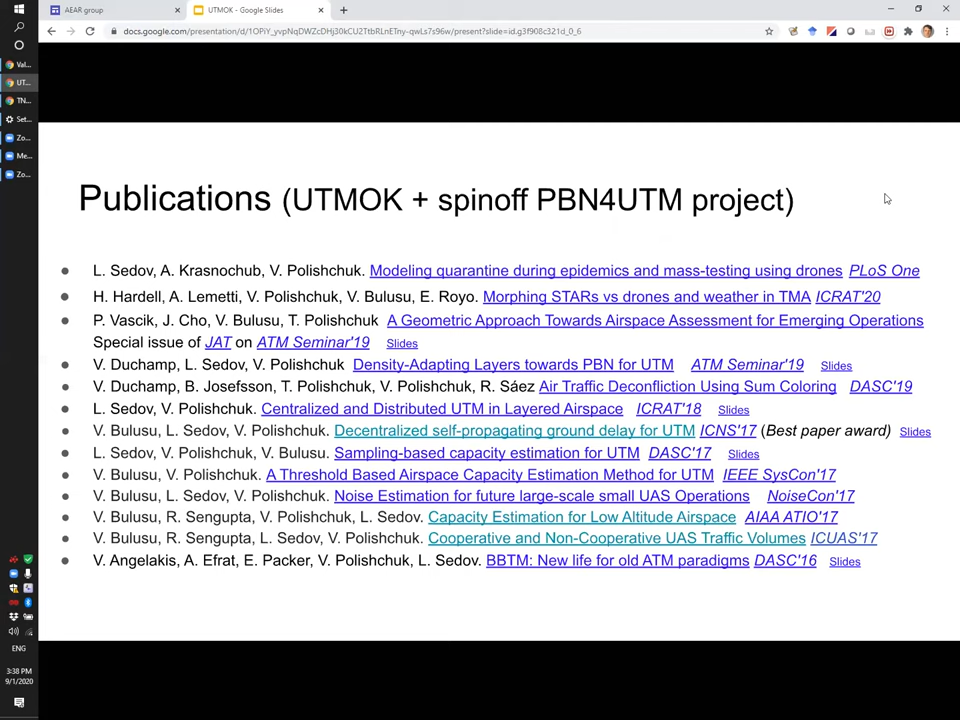 AEAR group
UTMOK - Google Slides
docs.google.com/presentation/d/1OPiY_yvpNqDWZcDHj30kCU2TtbRLnETny-qwLs7s96w/present?slide=id.g3f908c321d_0_6
Val...
UT...
TN...
Set...
Zo...
Me...
Zo...
Publications (UTMOK + spinoff PBN4UTM project)
● L. Sedov, A. Krasnochub, V. Polishchuk. Modeling quarantine during epidemics and mass-testing using drones PLoS One
● H. Hardell, A. Lemetti, V. Polishchuk, V. Bulusu, E. Royo. Morphing STARs vs drones and weather in TMA ICRAT'20
● P. Vascik, J. Cho, V. Bulusu, T. Polishchuk A Geometric Approach Towards Airspace Assessment for Emerging Operations
Special issue of JAT on ATM Seminar'19 Slides
● V. Duchamp, L. Sedov, V. Polishchuk Density-Adapting Layers towards PBN for UTM ATM Seminar'19 Slides
● V. Duchamp, B. Josefsson, T. Polishchuk, V. Polishchuk, R. Sáez Air Traffic Deconfliction Using Sum Coloring DASC'19
● L. Sedov, V. Polishchuk. Centralized and Distributed UTM in Layered Airspace ICRAT'18 Slides
● V. Bulusu, L. Sedov, V. Polishchuk. Decentralized self-propagating ground delay for UTM ICNS'17 (Best paper award) Slides
● L. Sedov, V. Polishchuk, V. Bulusu. Sampling-based capacity estimation for UTM DASC'17 Slides
● V. Bulusu, V. Polishchuk. A Threshold Based Airspace Capacity Estimation Method for UTM IEEE SysCon'17
● V. Bulusu, L. Sedov, V. Polishchuk. Noise Estimation for future large-scale small UAS Operations NoiseCon'17
● V. Bulusu, R. Sengupta, V. Polishchuk, L. Sedov. Capacity Estimation for Low Altitude Airspace AIAA ATIO'17
● V. Bulusu, R. Sengupta, L. Sedov, V. Polishchuk. Cooperative and Non-Cooperative UAS Traffic Volumes ICUAS'17
● V. Angelakis, A. Efrat, E. Packer, V. Polishchuk, L. Sedov. BBTM: New life for old ATM paradigms DASC'16 Slides
ENG
3:38 PM
9/1/2020